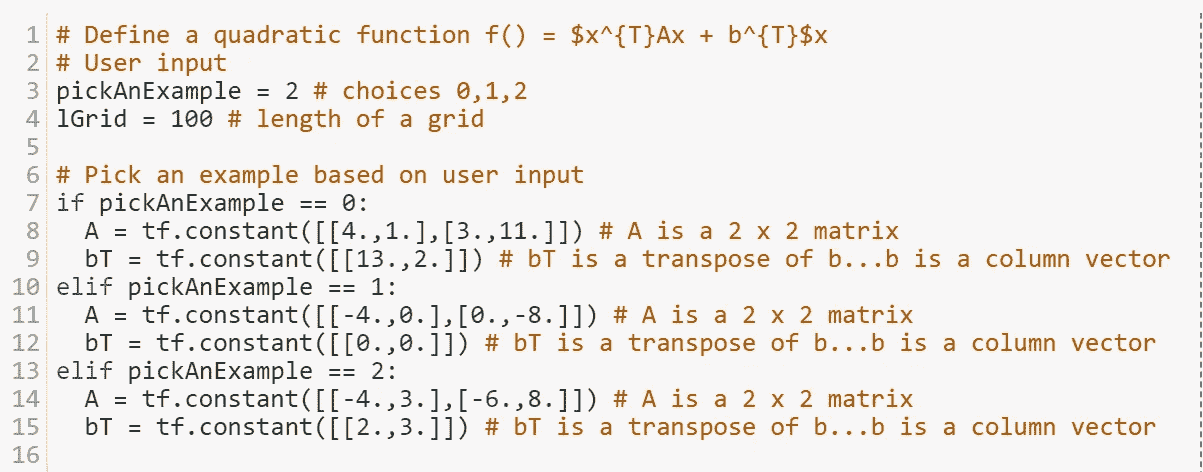 1 # Define a quadratic function f() = $x^{T}Ax + b^{T}$x
2 # User input
3 pickAnExample = 2 # choices 0,1,2
4 lGrid = 100 # length of a grid
5
6 # Pick an example based on user input
7 if pickAnExample == 0:
8   A = tf.constant([[4.,1.],[3.,11.]]) # A is a 2 x 2 matrix
9   bT = tf.constant([[13.,2.]]) # bT is a transpose of b...b is a column vector
10 elif pickAnExample == 1:
11   A = tf.constant([[-4.,0.],[0.,-8.]]) # A is a 2 x 2 matrix
12   bT = tf.constant([[0.,0.]]) # bT is a transpose of b...b is a column vector
13 elif pickAnExample == 2:
14   A = tf.constant([[-4.,3.],[-6.,8.]]) # A is a 2 x 2 matrix
15   bT = tf.constant([[2.,3.]]) # bT is a transpose of b...b is a column vector
16